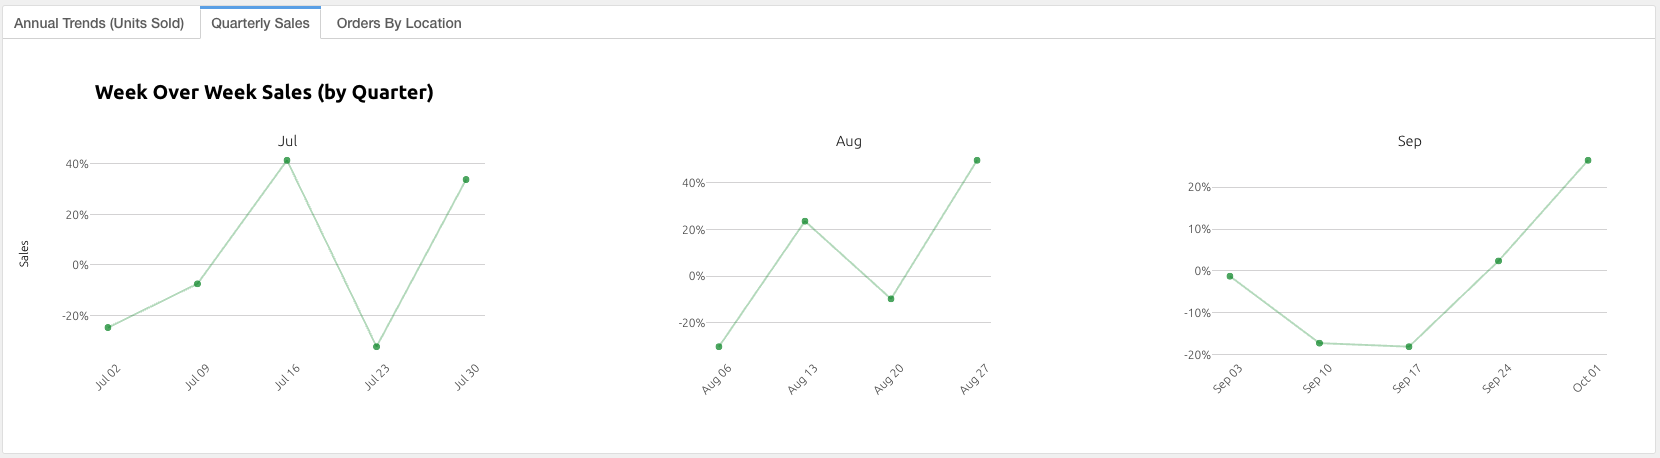 Annual Trends (Units Sold) Quarterly Sales Orders By Location
Week Over Week Sales (by Quarter)
Jul
40%
20%
0%
-20%
Sales
Jul 02 Jul 09 Jul 16 Jul 23 Jul 30
Aug
40%
20%
0%
-20%
Aug 06 Aug 13 Aug 20 Aug 27
Sep
20%
10%
0%
-10%
-20%
Sep 03 Sep 10 Sep 17 Sep 24 Oct 01